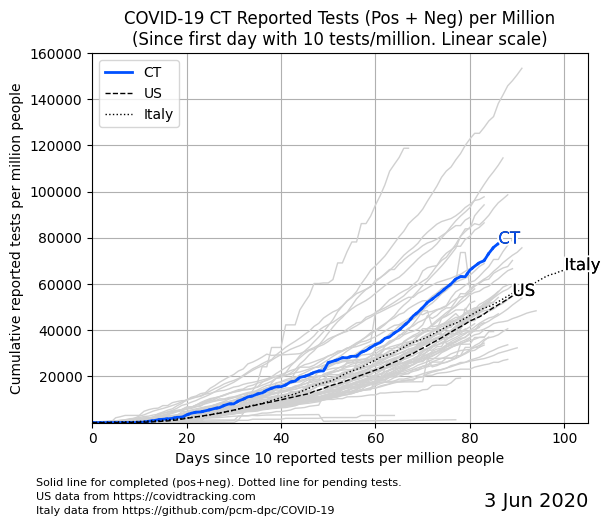 COVID-19 CT Reported Tests (Pos + Neg) per Million
(Since first day with 10 tests/million. Linear scale)
160000
140000
120000
100000
80000
60000
40000
20000
Cumulative reported tests per million people
CT
US
Italy
CT
Italy
US
0 20 40 60 80 100
Days since 10 reported tests per million people
Solid line for completed (pos+neg). Dotted line for pending tests.
US data from https://covidtracking.com
Italy data from https://github.com/pcm-dpc/COVID-19
3 Jun 2020